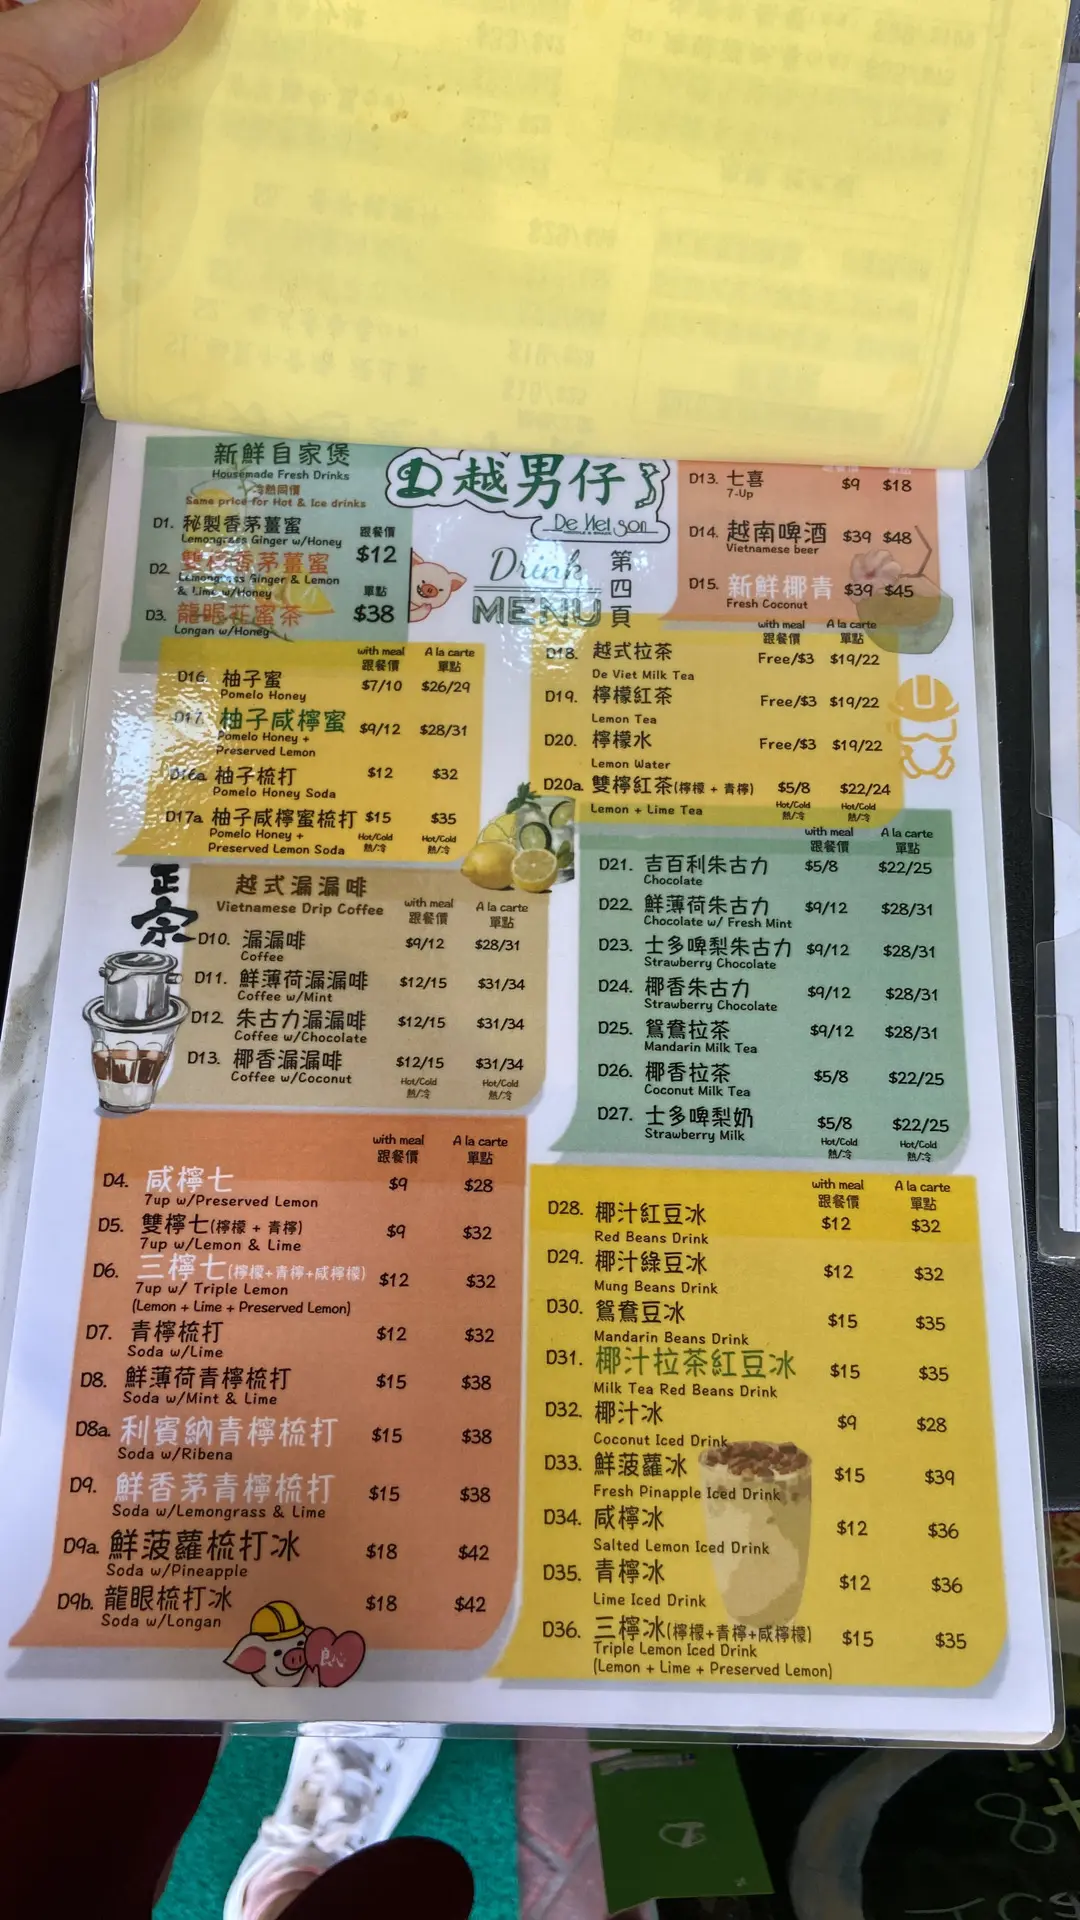 新鮮自家煲
Housemade Fresh Drinks
冷熱同價
Same price for Hot & Ice drinks
D1. 秘製香茅薑蜜
Lemongrass Ginger w/Honey
D2. 雙檸香茅薑蜜
Lemongrass Ginger & Lemon
& Lime w/Honey
D3. 龍眼花蜜茶
Longan w/Honey
跟餐價
$12
單點
$38
越男仔
Drink
MENU
第四頁
D13. 七喜 $9 $18
7-Up
D14. 越南啤酒 $39 $48
Vietnamese beer
D15. 新鮮椰青 $39 $45
Fresh Coconut
with meal A la carte
跟餐價 單點
D16. 柚子蜜 $7/10 $26/29
Pomelo Honey
D17. 柚子咸檸蜜 $9/12 $28/31
Pomelo Honey +
Preserved Lemon
D16a 柚子梳打 $12 $32
Pomelo Honey Soda
D17a 柚子咸檸蜜梳打 $15 $35
Pomelo Honey + Hot/Cold Hot/Cold
Preserved Lemon Soda 熱/冷 熱/冷
with meal A la carte
跟餐價 單點
D18. 越式拉茶 Free/$3 $19/22
De Viet Milk Tea
D19. 檸檬紅茶 Free/$3 $19/22
Lemon Tea
D20. 檸檬水 Free/$3 $19/22
Lemon Water
D20a. 雙檸紅茶(檸檬 + 青檸) $5/8 $22/24
Lemon + Lime Tea Hot/Cold Hot/Cold
熱/冷 熱/冷
正宗
越式滴漏啡
Vietnamese Drip Coffee
with meal A la carte
跟餐價 單點
D10. 滴漏啡 $9/12 $28/31
Coffee
D11. 鮮薄荷滴漏啡 $12/15 $31/34
Coffee w/Mint
D12. 朱古力滴漏啡 $12/15 $31/34
Coffee w/Chocolate
D13. 椰香滴漏啡 $12/15 $31/34
Coffee w/Coconut
Hot/Cold Hot/Cold
熱/冷 熱/冷
with meal A la carte
跟餐價 單點
D21. 吉百利朱古力 $5/8 $22/25
Chocolate
D22. 鮮薄荷朱古力 $9/12 $28/31
Chocolate w/ Fresh Mint
D23. 士多啤梨朱古力 $9/12 $28/31
Strawberry Chocolate
D24. 椰香朱古力 $9/12 $28/31
Strawberry Chocolate
D25. 鴛鴦拉茶 $9/12 $28/31
Mandarin Milk Tea
D26. 椰香拉茶 $5/8 $22/25
Coconut Milk Tea
D27. 士多啤梨奶 $5/8 $22/25
Strawberry Milk
Hot/Cold Hot/Cold
熱/冷 熱/冷
with meal A la carte
跟餐價 單點
D4. 咸檸七 $9 $28
7up w/Preserved Lemon
D5. 雙檸七(檸檬 + 青檸) $9 $32
7up w/Lemon & Lime
D6. 三檸七(檸檬+青檸+咸檸檬) $12 $32
7up w/ Triple Lemon
(Lemon + Lime + Preserved Lemon)
D7. 青檸梳打 $12 $32
Soda w/Lime
D8. 鮮薄荷青檸梳打 $15 $38
Soda w/Mint & Lime
D8a. 利賓納青檸梳打 $15 $38
Soda w/Ribena
D9. 鮮香茅青檸梳打 $15 $38
Soda w/Lemongrass & Lime
D9a. 鮮菠蘿梳打冰 $18 $42
Soda w/Pineapple
D9b. 龍眼梳打冰 $18 $42
Soda w/Longan
良心
with meal A la carte
跟餐價 單點
D28. 椰汁紅豆冰 $12 $32
Red Beans Drink
D29. 椰汁綠豆冰 $12 $32
Mung Beans Drink
D30. 鴛鴦豆冰 $15 $35
Mandarin Beans Drink
D31. 椰汁拉茶紅豆冰 $15 $35
Milk Tea Red Beans Drink
D32. 椰汁冰 $9 $28
Coconut Iced Drink
D33. 鮮菠蘿冰 $15 $39
Fresh Pinapple Iced Drink
D34. 咸檸冰 $12 $36
Salted Lemon Iced Drink
D35. 青檸冰 $12 $36
Lime Iced Drink
D36. 三檸冰(檸檬+青檸+咸檸檬) $15 $35
Triple Lemon Iced Drink
(Lemon + Lime + Preserved Lemon)